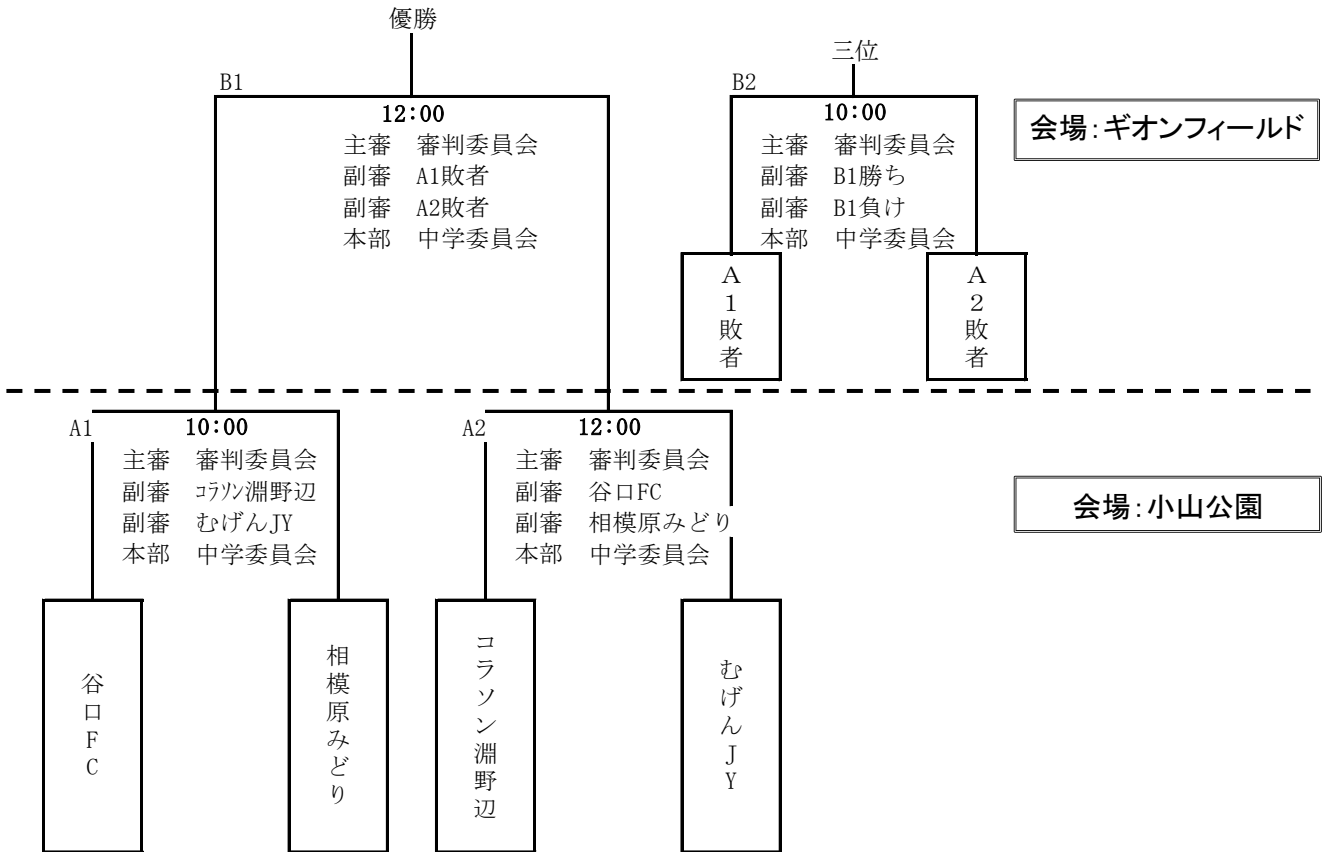 優勝
三位
B1
B2
12:00
主審 審判委員会
副審 A1敗者
副審 A2敗者
本部 中学委員会
10:00
主審 審判委員会
副審 B1勝ち
副審 B1負け
本部 中学委員会
会場:ギオンフィールド
A1敗者
A2敗者
A1
10:00
主審 審判委員会
副審 ｺﾗｿﾝ淵野辺
副審 むげんJY
本部 中学委員会
A2
12:00
主審 審判委員会
副審 谷口FC
副審 相模原みどり
本部 中学委員会
会場:小山公園
谷口FC
相模原みどり
コラソン淵野辺
むげんJY